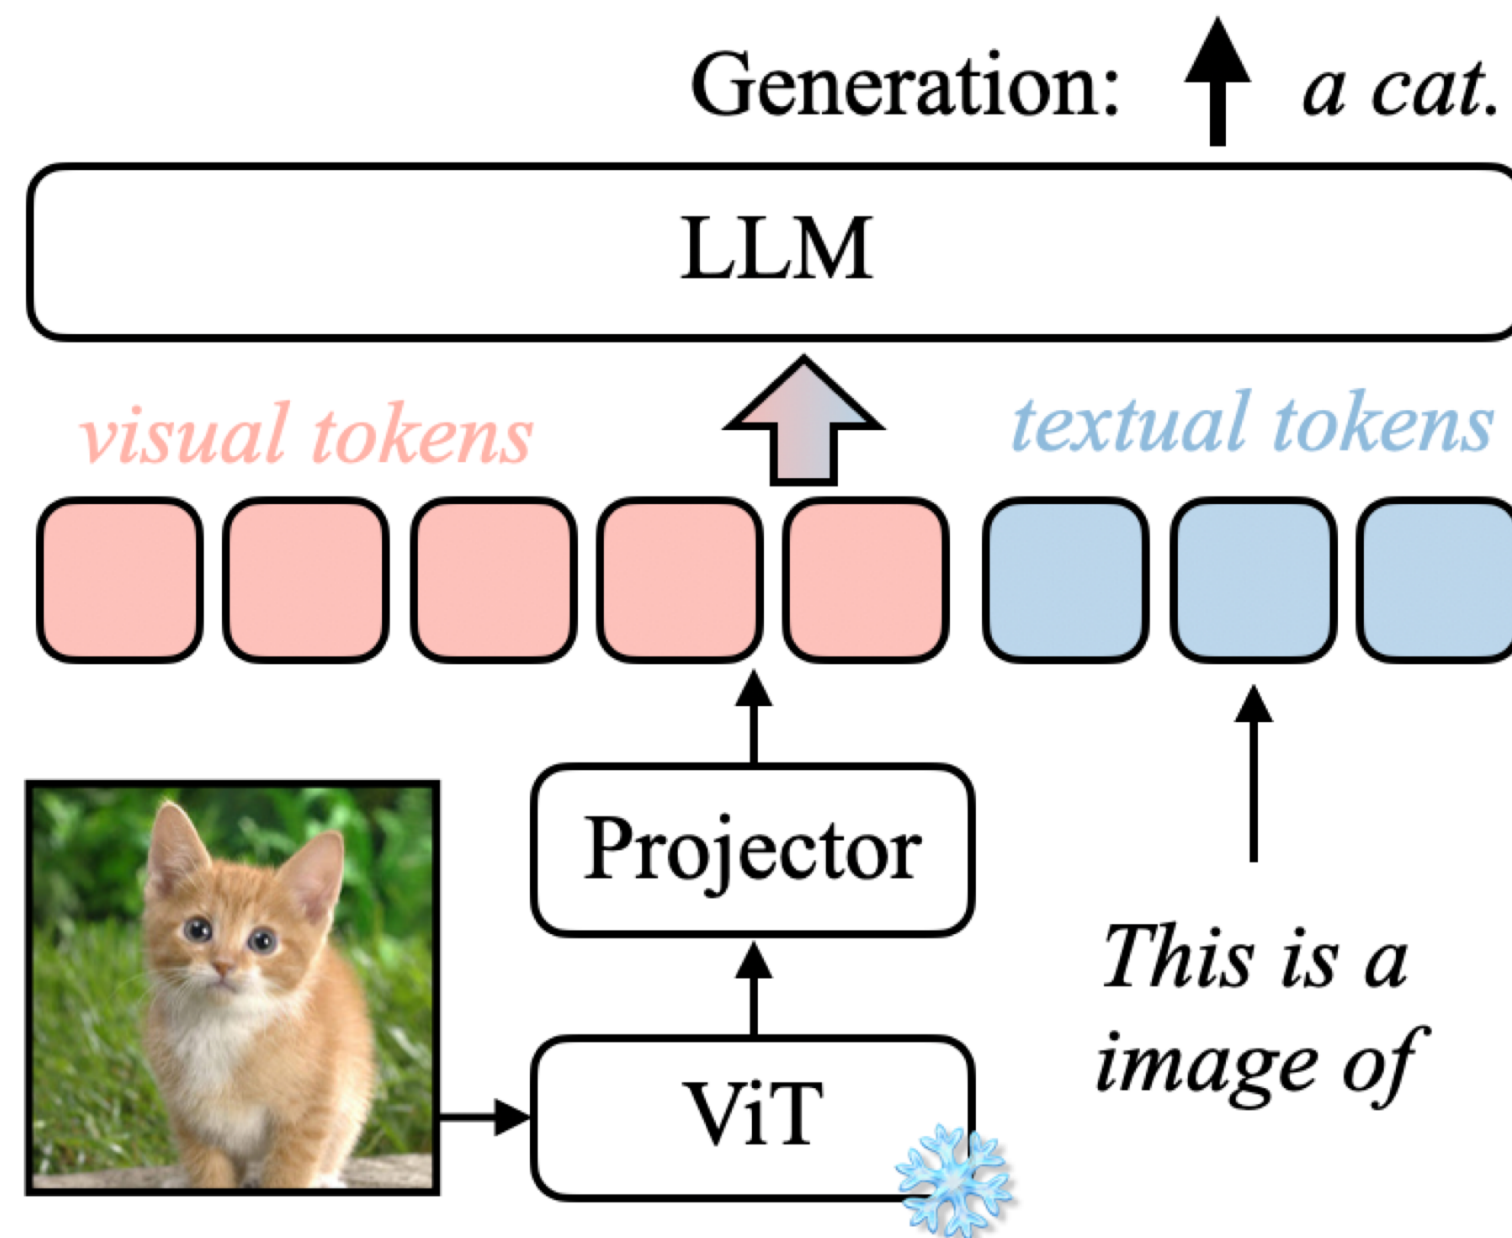 Generation: a cat.
LLM
visual tokens
textual tokens
Projector
This is a
image of
ViT